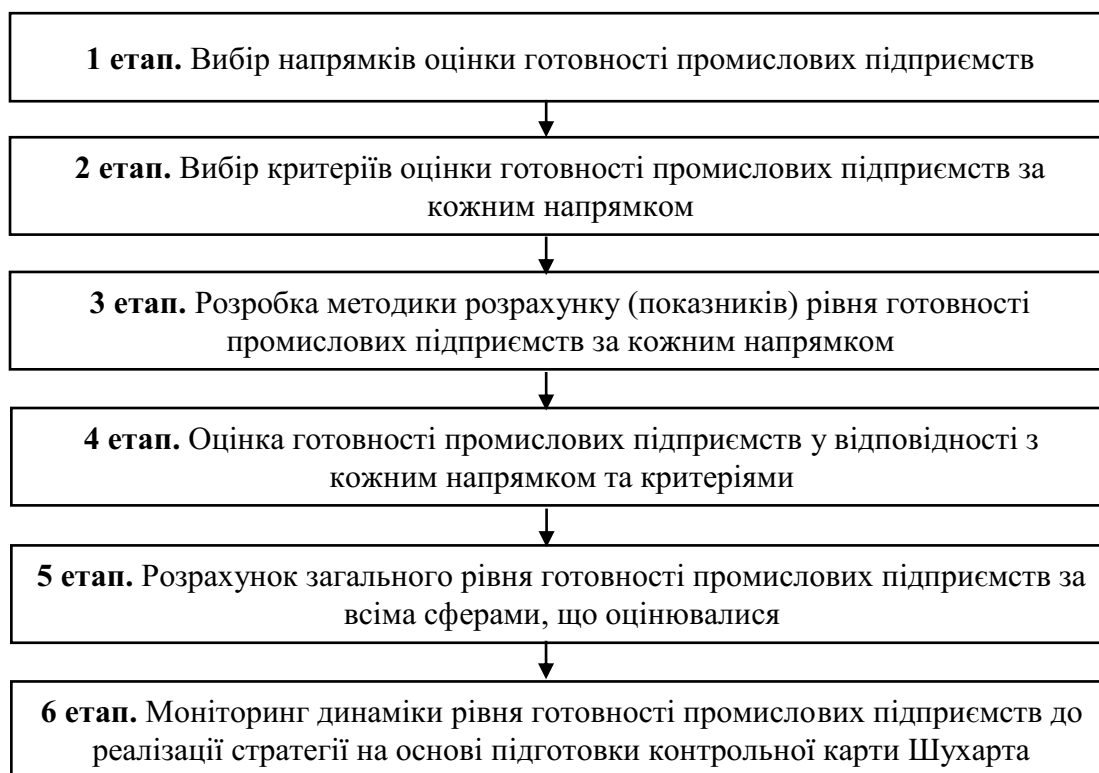 1 етап. Вибір напрямків оцінки готовності промислових підприємств
2 етап. Вибір критеріїв оцінки готовності промислових підприємств за
кожним напрямком
3 етап. Розробка методики розрахунку (показників) рівня готовності
промислових підприємств за кожним напрямком
4 етап. Оцінка готовності промислових підприємств у відповідності з
кожним напрямком та критеріями
5 етап. Розрахунок загального рівня готовності промислових підприємств за
всіма сферами, що оцінювалися
6 етап. Моніторинг динаміки рівня готовності промислових підприємств до
реалізації стратегії на основі підготовки контрольної карти Шухарта